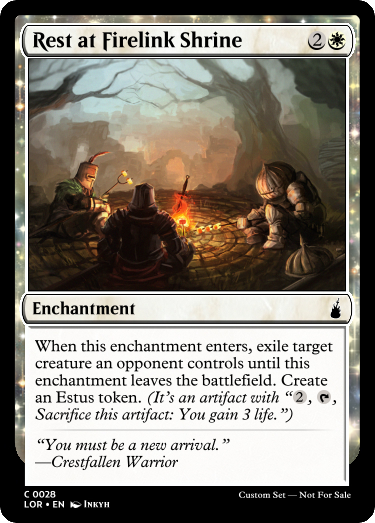 Rest at Firelink Shrine 2
Enchantment
When this enchantment enters, exile target
creature an opponent controls until this
enchantment leaves the battlefield. Create
an Estus token. (It's an artifact with “2, ,
Sacrifice this artifact: You gain 3 life.”)
“You must be a new arrival.”
—Crestfallen Warrior
C 0028
LOR • EN Inkyh
Custom Set — Not For Sale